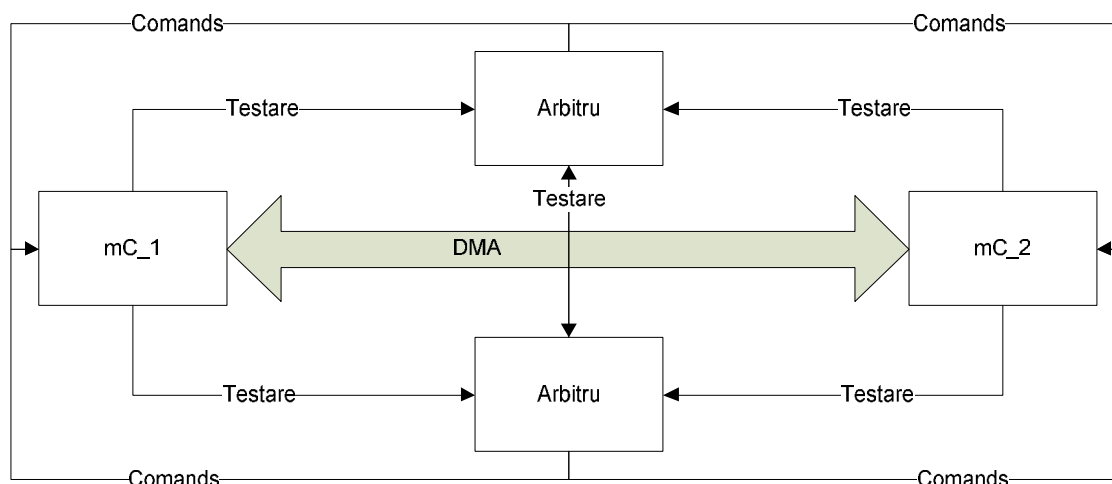 Comands
Comands
Arbitru
Testare
Testare
Testare
mC_1
DMA
mC_2
Arbitru
Testare
Testare
Comands
Comands